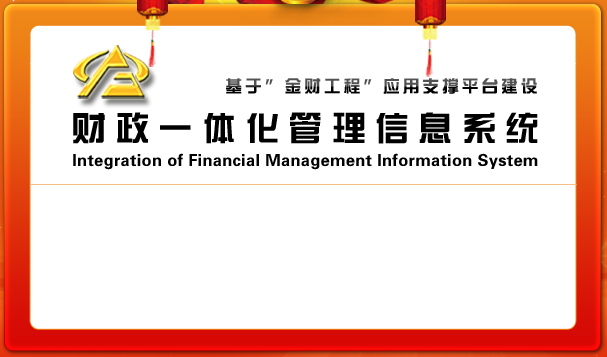 基于”金财工程”应用支撑平台建设
财政一体化管理信息系统
Integration of Financial Management Information System